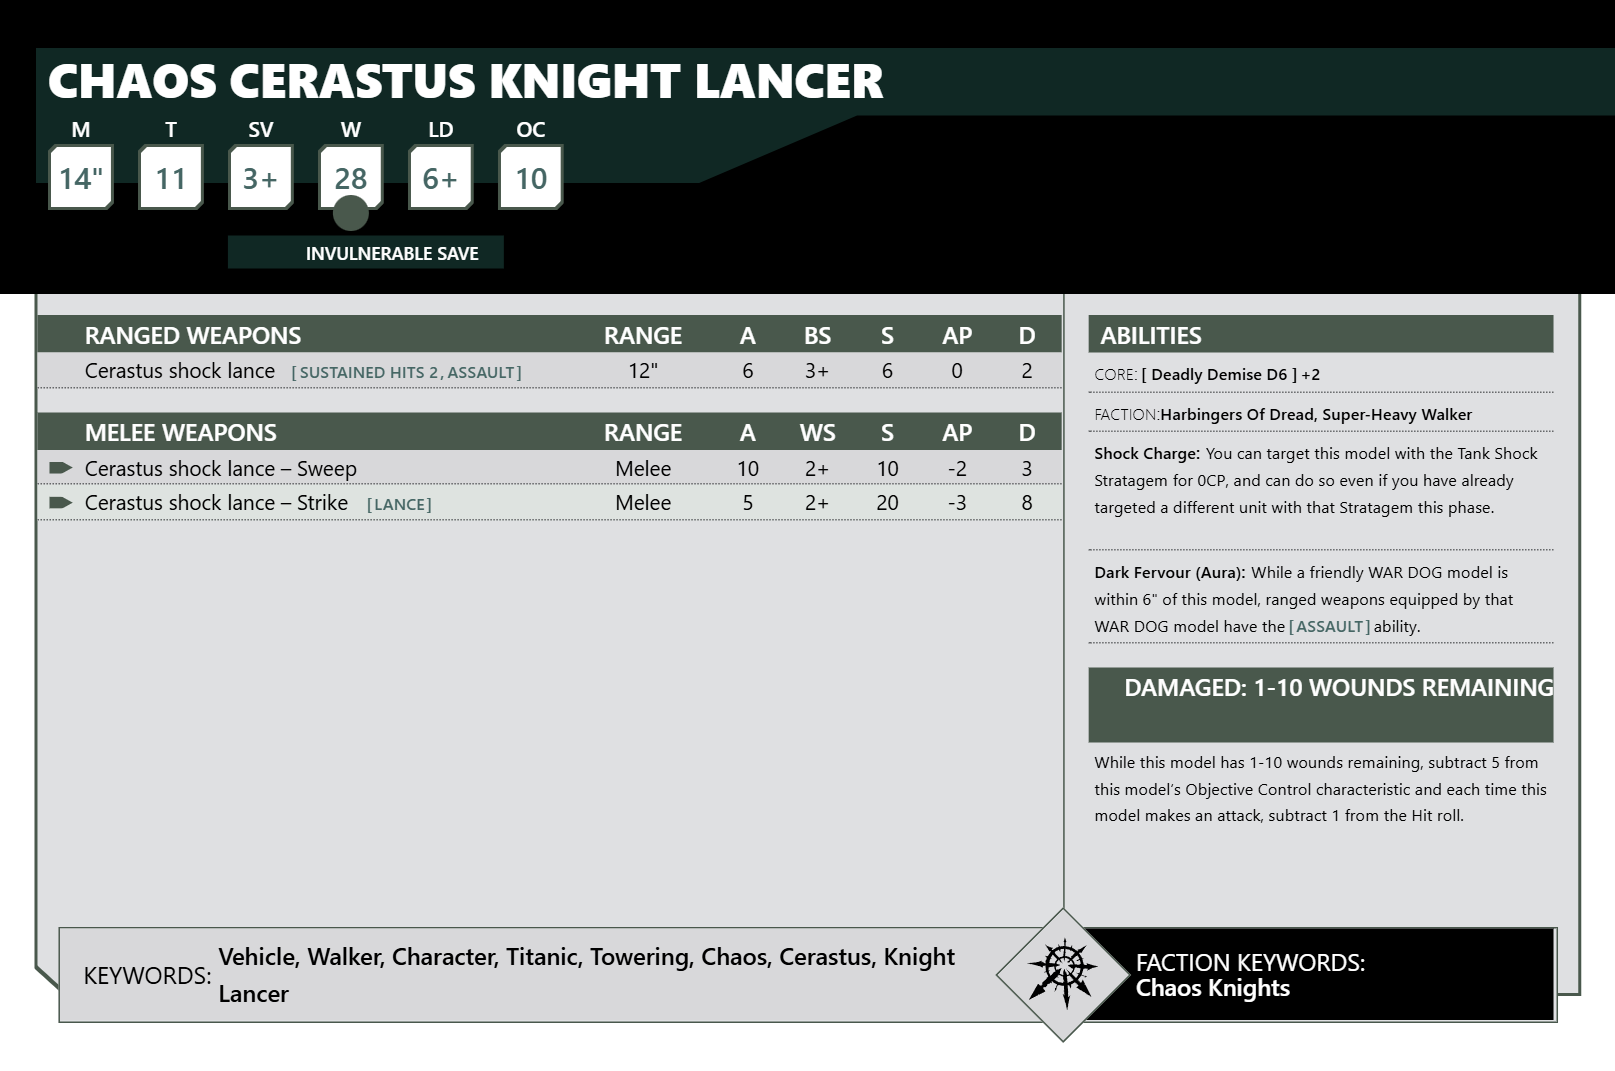 CHAOS CERASTUS KNIGHT LANCER
M T SV W LD OC
14" 11 3+ 28 6+ 10
INVULNERABLE SAVE
RANGED WEAPONS RANGE A BS S AP D
Cerastus shock lance [ SUSTAINED HITS 2 , ASSAULT ] 12" 6 3+ 6 0 2
MELEE WEAPONS RANGE A WS S AP D
Cerastus shock lance – Sweep Melee 10 2+ 10 -2 3
Cerastus shock lance – Strike [ LANCE ] Melee 5 2+ 20 -3 8
ABILITIES
CORE: [ Deadly Demise D6 ] +2
FACTION:Harbingers Of Dread, Super-Heavy Walker
Shock Charge: You can target this model with the Tank Shock
Stratagem for 0CP, and can do so even if you have already
targeted a different unit with that Stratagem this phase.
Dark Fervour (Aura): While a friendly WAR DOG model is
within 6" of this model, ranged weapons equipped by that
WAR DOG model have the [ ASSAULT ] ability.
DAMAGED: 1-10 WOUNDS REMAINING
While this model has 1-10 wounds remaining, subtract 5 from
this model’s Objective Control characteristic and each time this
model makes an attack, subtract 1 from the Hit roll.
KEYWORDS: Vehicle, Walker, Character, Titanic, Towering, Chaos, Cerastus, Knight
Lancer
FACTION KEYWORDS:
Chaos Knights